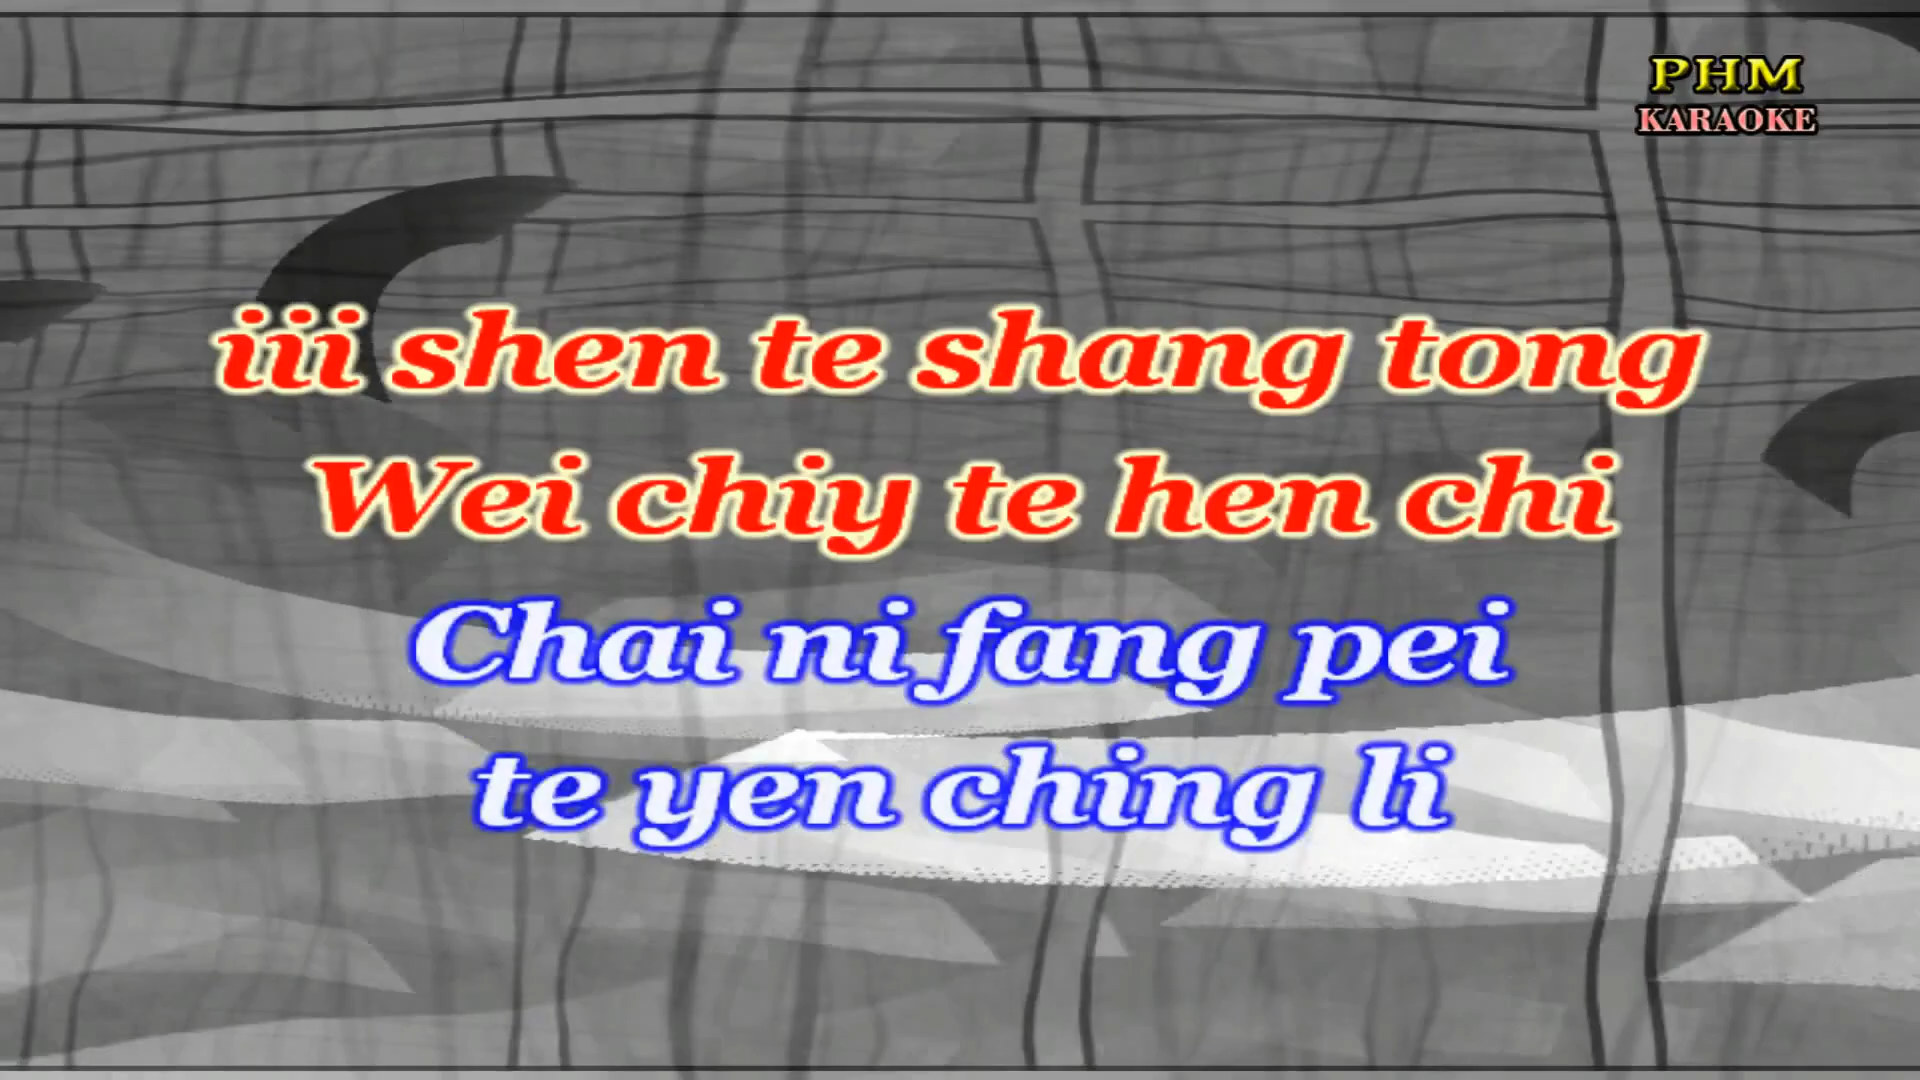 PHM
KARAOKE
iii shen te shang tong
Wei chiy te hen chi
Chai ni fang pei
te yen ching li